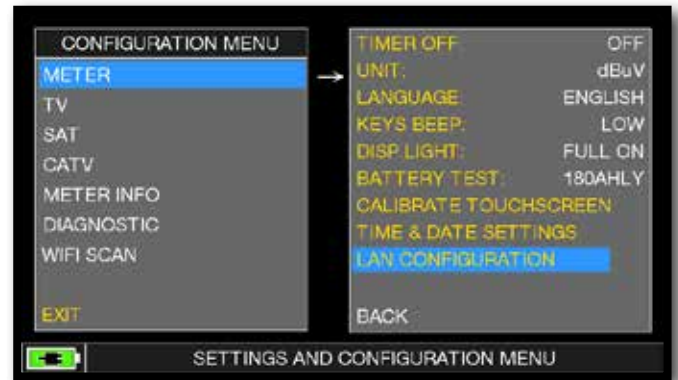 CONFIGURATION MENU
METER
TV
SAT
CATV
METER INFO
DIAGNOSTIC
WIFI SCAN
EXIT
→
TIMER OFF OFF
UNIT: dBuV
LANGUAGE ENGLISH
KEYS BEEP: LOW
DISP.LIGHT: FULL ON
BATTERY TEST: 180AHLY
CALIBRATE TOUCHSCREEN
TIME & DATE SETTINGS
LAN CONFIGURATION
BACK
SETTINGS AND CONFIGURATION MENU